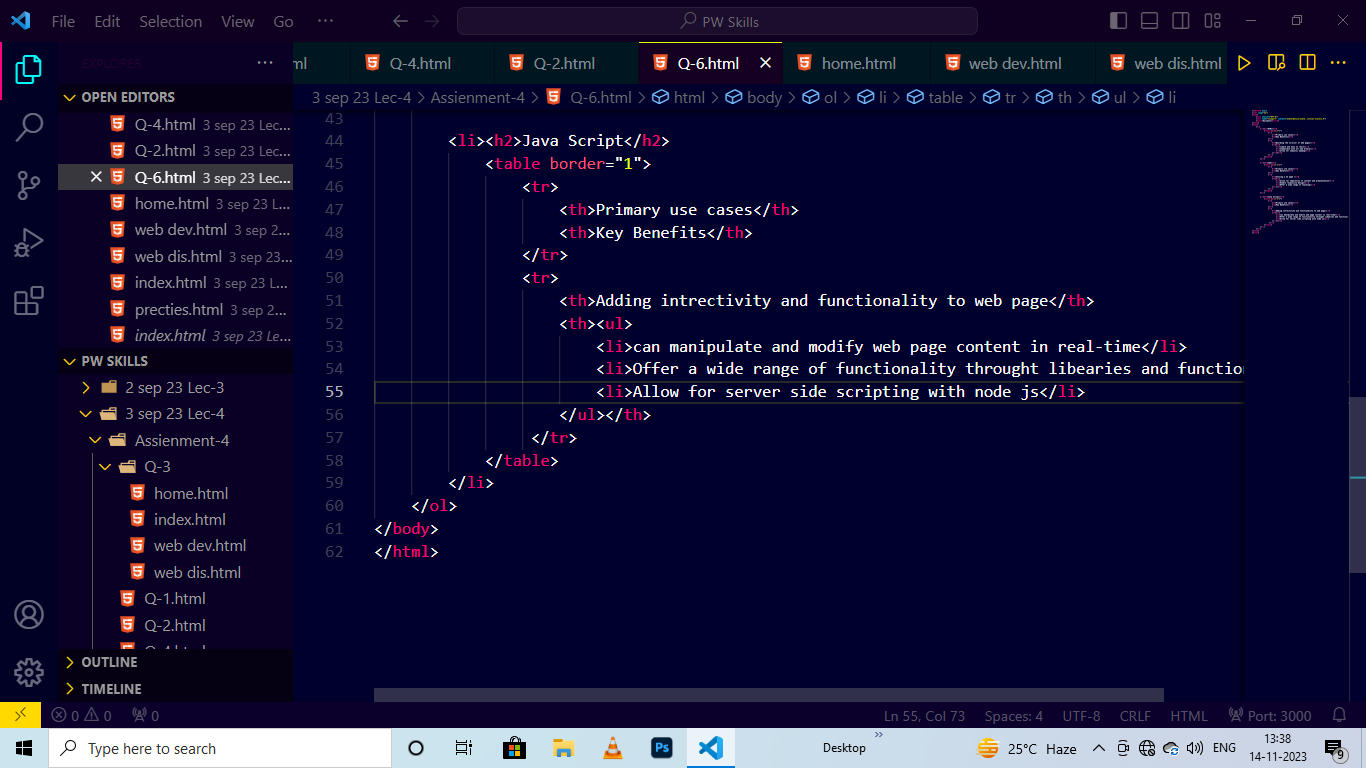 File Edit Selection View Go ··· PW Skills
EXPLORER ···
ml Q-4.html Q-2.html Q-6.html home.html web dev.html web dis.html
3 sep 23 Lec-4 > Assienment-4 > Q-6.html > html > body > ol > li > table > tr > th > ul > li
OPEN EDITORS
Q-4.html 3 sep 23 Lec...
Q-2.html 3 sep 23 Lec...
Q-6.html 3 sep 23 Lec...
home.html 3 sep 23 L...
web dev.html 3 sep 2...
web dis.html 3 sep 23...
index.html 3 sep 23 L...
precties.html 3 sep 2...
index.html 3 sep 23 Le...
PW SKILLS
2 sep 23 Lec-3
3 sep 23 Lec-4
Assienment-4
Q-3
home.html
index.html
web dev.html
web dis.html
Q-1.html
Q-2.html
OUTLINE
TIMELINE
43
44 <li><h2>Java Script</h2>
45 <table border="1">
46 <tr>
47 <th>Primary use cases</th>
48 <th>Key Benefits</th>
49 </tr>
50 <tr>
51 <th>Adding intrectivity and functionality to web page</th>
52 <th><ul>
53 <li>can manipulate and modify web page content in real-time</li>
54 <li>Offer a wide range of functionality throught libearies and functio
55 <li>Allow for server side scripting with node js</li>
56 </ul></th>
57 </tr>
58 </table>
59 </li>
60 </ol>
61 </body>
62 </html>
0 0 0 Ln 55, Col 73 Spaces: 4 UTF-8 CRLF HTML Port: 3000
Type here to search Ps Desktop » 25°C Haze ENG 13:38
14-11-2023 9